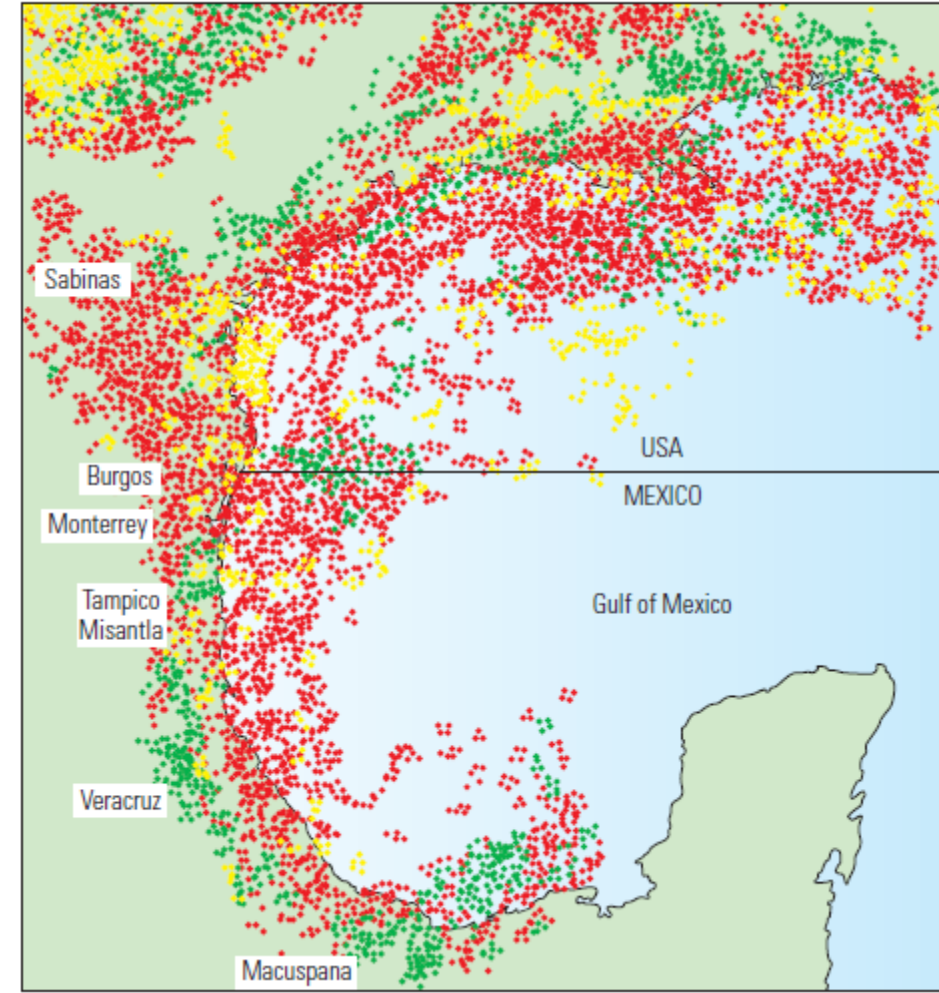 Sabinas
USA
Burgos
MEXICO
Monterrey
Tampico
Misantla
Gulf of Mexico
Veracruz
Macuspana